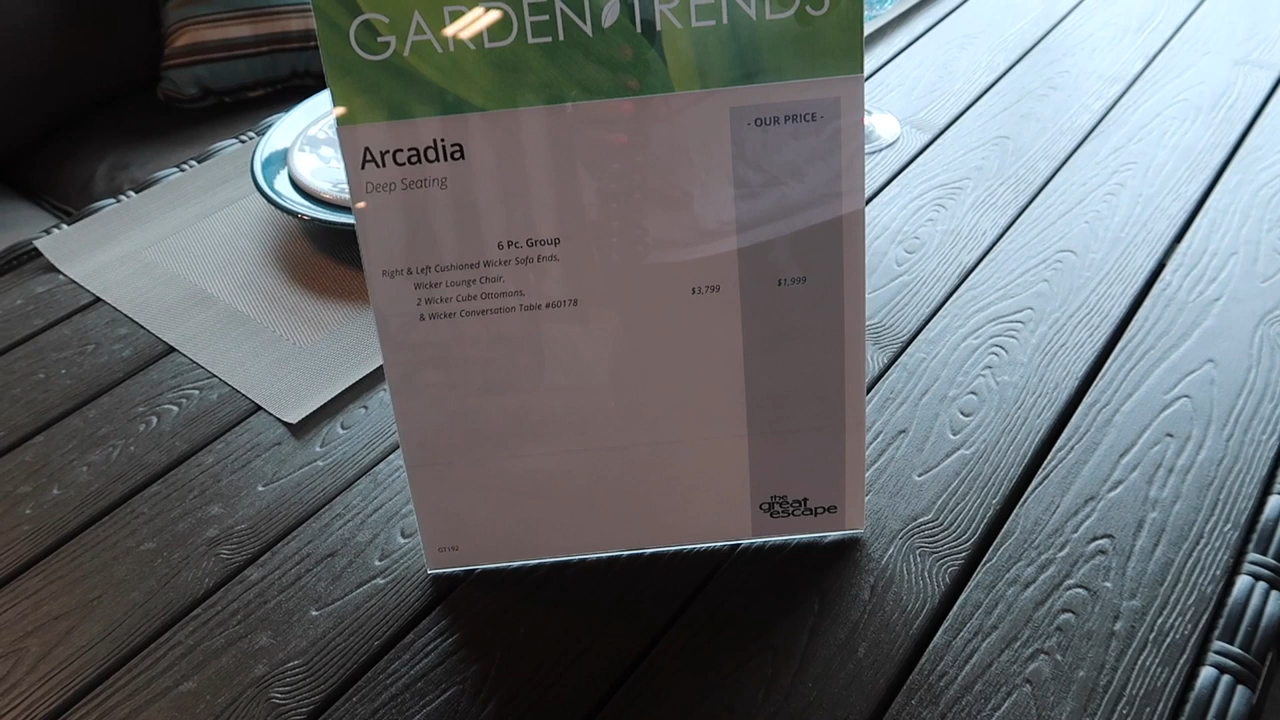 GARDEN TRENDS
- OUR PRICE -
Arcadia
Deep Seating
6 Pc. Group
Right & Left Cushioned Wicker Sofa Ends,
Wicker Lounge Chair,
2 Wicker Cube Ottomans,
& Wicker Conversation Table #60178
$3,799 $1,999
the
great
escape
GT192